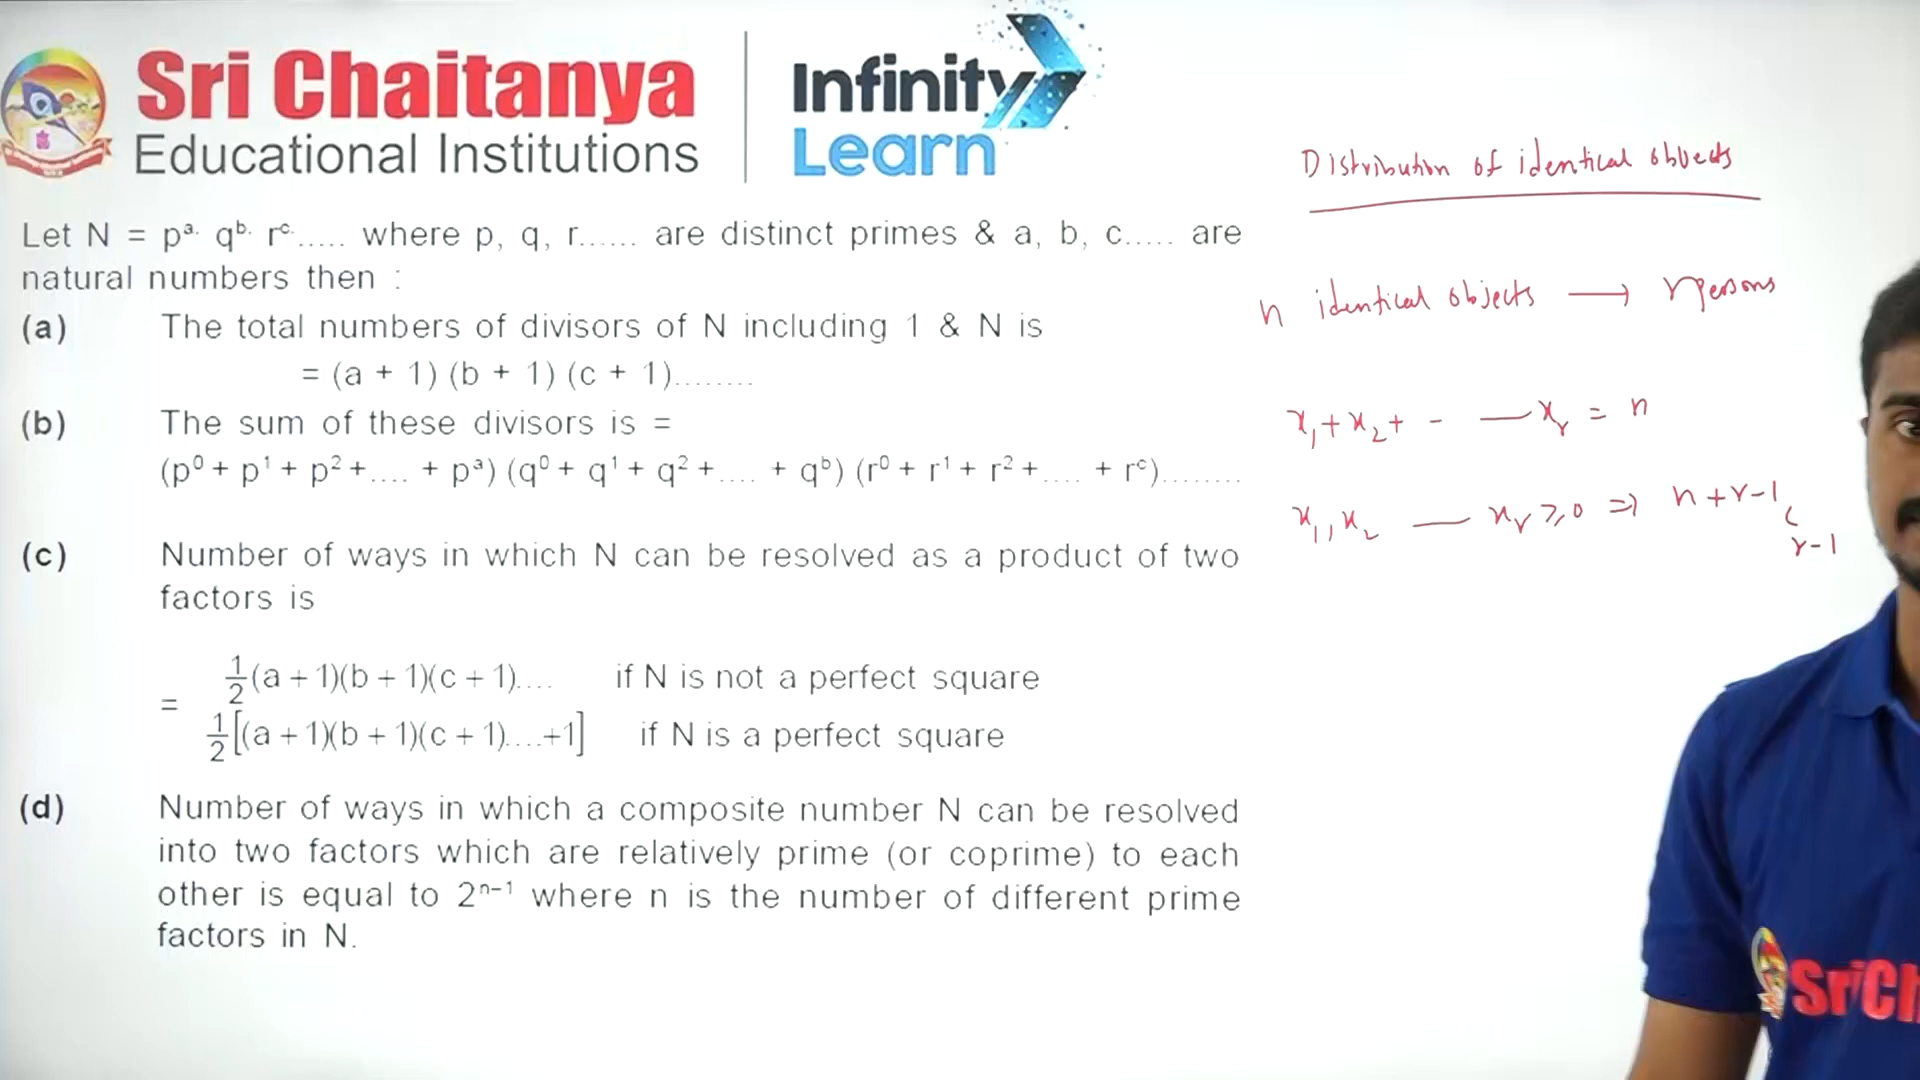 Sri Chaitanya
Educational Institutions
Infinity
Learn
Let N = pᵃ· qᵇ· rᶜ· ..... where p, q, r...... are distinct primes & a, b, c..... are
natural numbers then :
(a) The total numbers of divisors of N including 1 & N is
= (a + 1) (b + 1) (c + 1)........
(b) The sum of these divisors is =
(p⁰ + p¹ + p² + .... + pᵃ) (q⁰ + q¹ + q² + .... + qᵇ) (r⁰ + r¹ + r² + .... + rᶜ)........
(c) Number of ways in which N can be resolved as a product of two
factors is
= 1/2 (a + 1)(b + 1)(c + 1).... if N is not a perfect square
1/2 [(a + 1)(b + 1)(c + 1)....+1] if N is a perfect square
(d) Number of ways in which a composite number N can be resolved
into two factors which are relatively prime (or coprime) to each
other is equal to 2ⁿ⁻¹ where n is the number of different prime
factors in N.
Distribution of identical objects
n identical objects → r persons
x₁ + x₂ + - — xᵣ = n
x₁, x₂ — xᵣ ≥ 0 ⇒ n+r-1 C r-1
SriCh